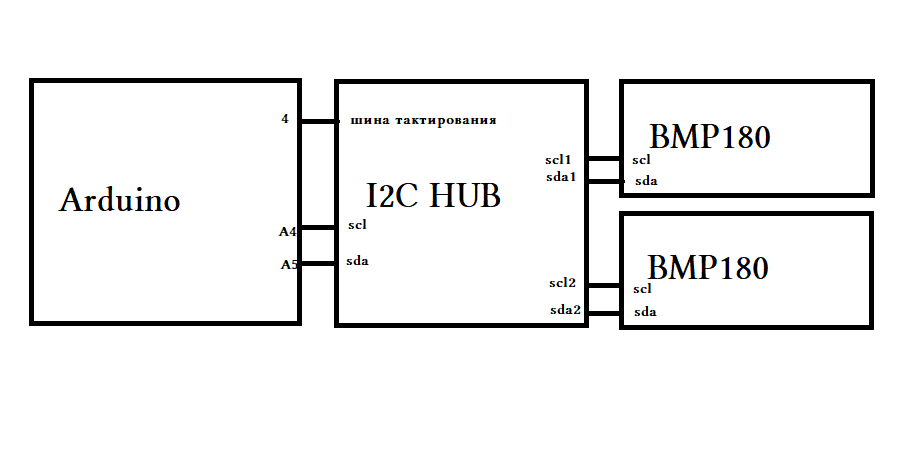 Arduino
4
A4
A5
шина тактирования
I2C HUB
scl
sda
scl1
sda1
scl2
sda2
BMP180
scl
sda
BMP180
scl
sda